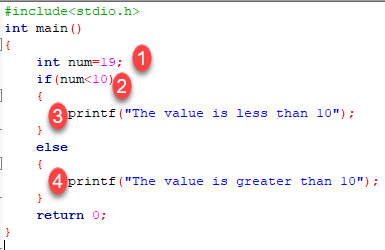 #include<stdio.h>
int main()
{
int num=19; 1
if(num<10) 2
{
3 printf("The value is less than 10");
}
else
{
4 printf("The value is greater than 10");
}
return 0;
}